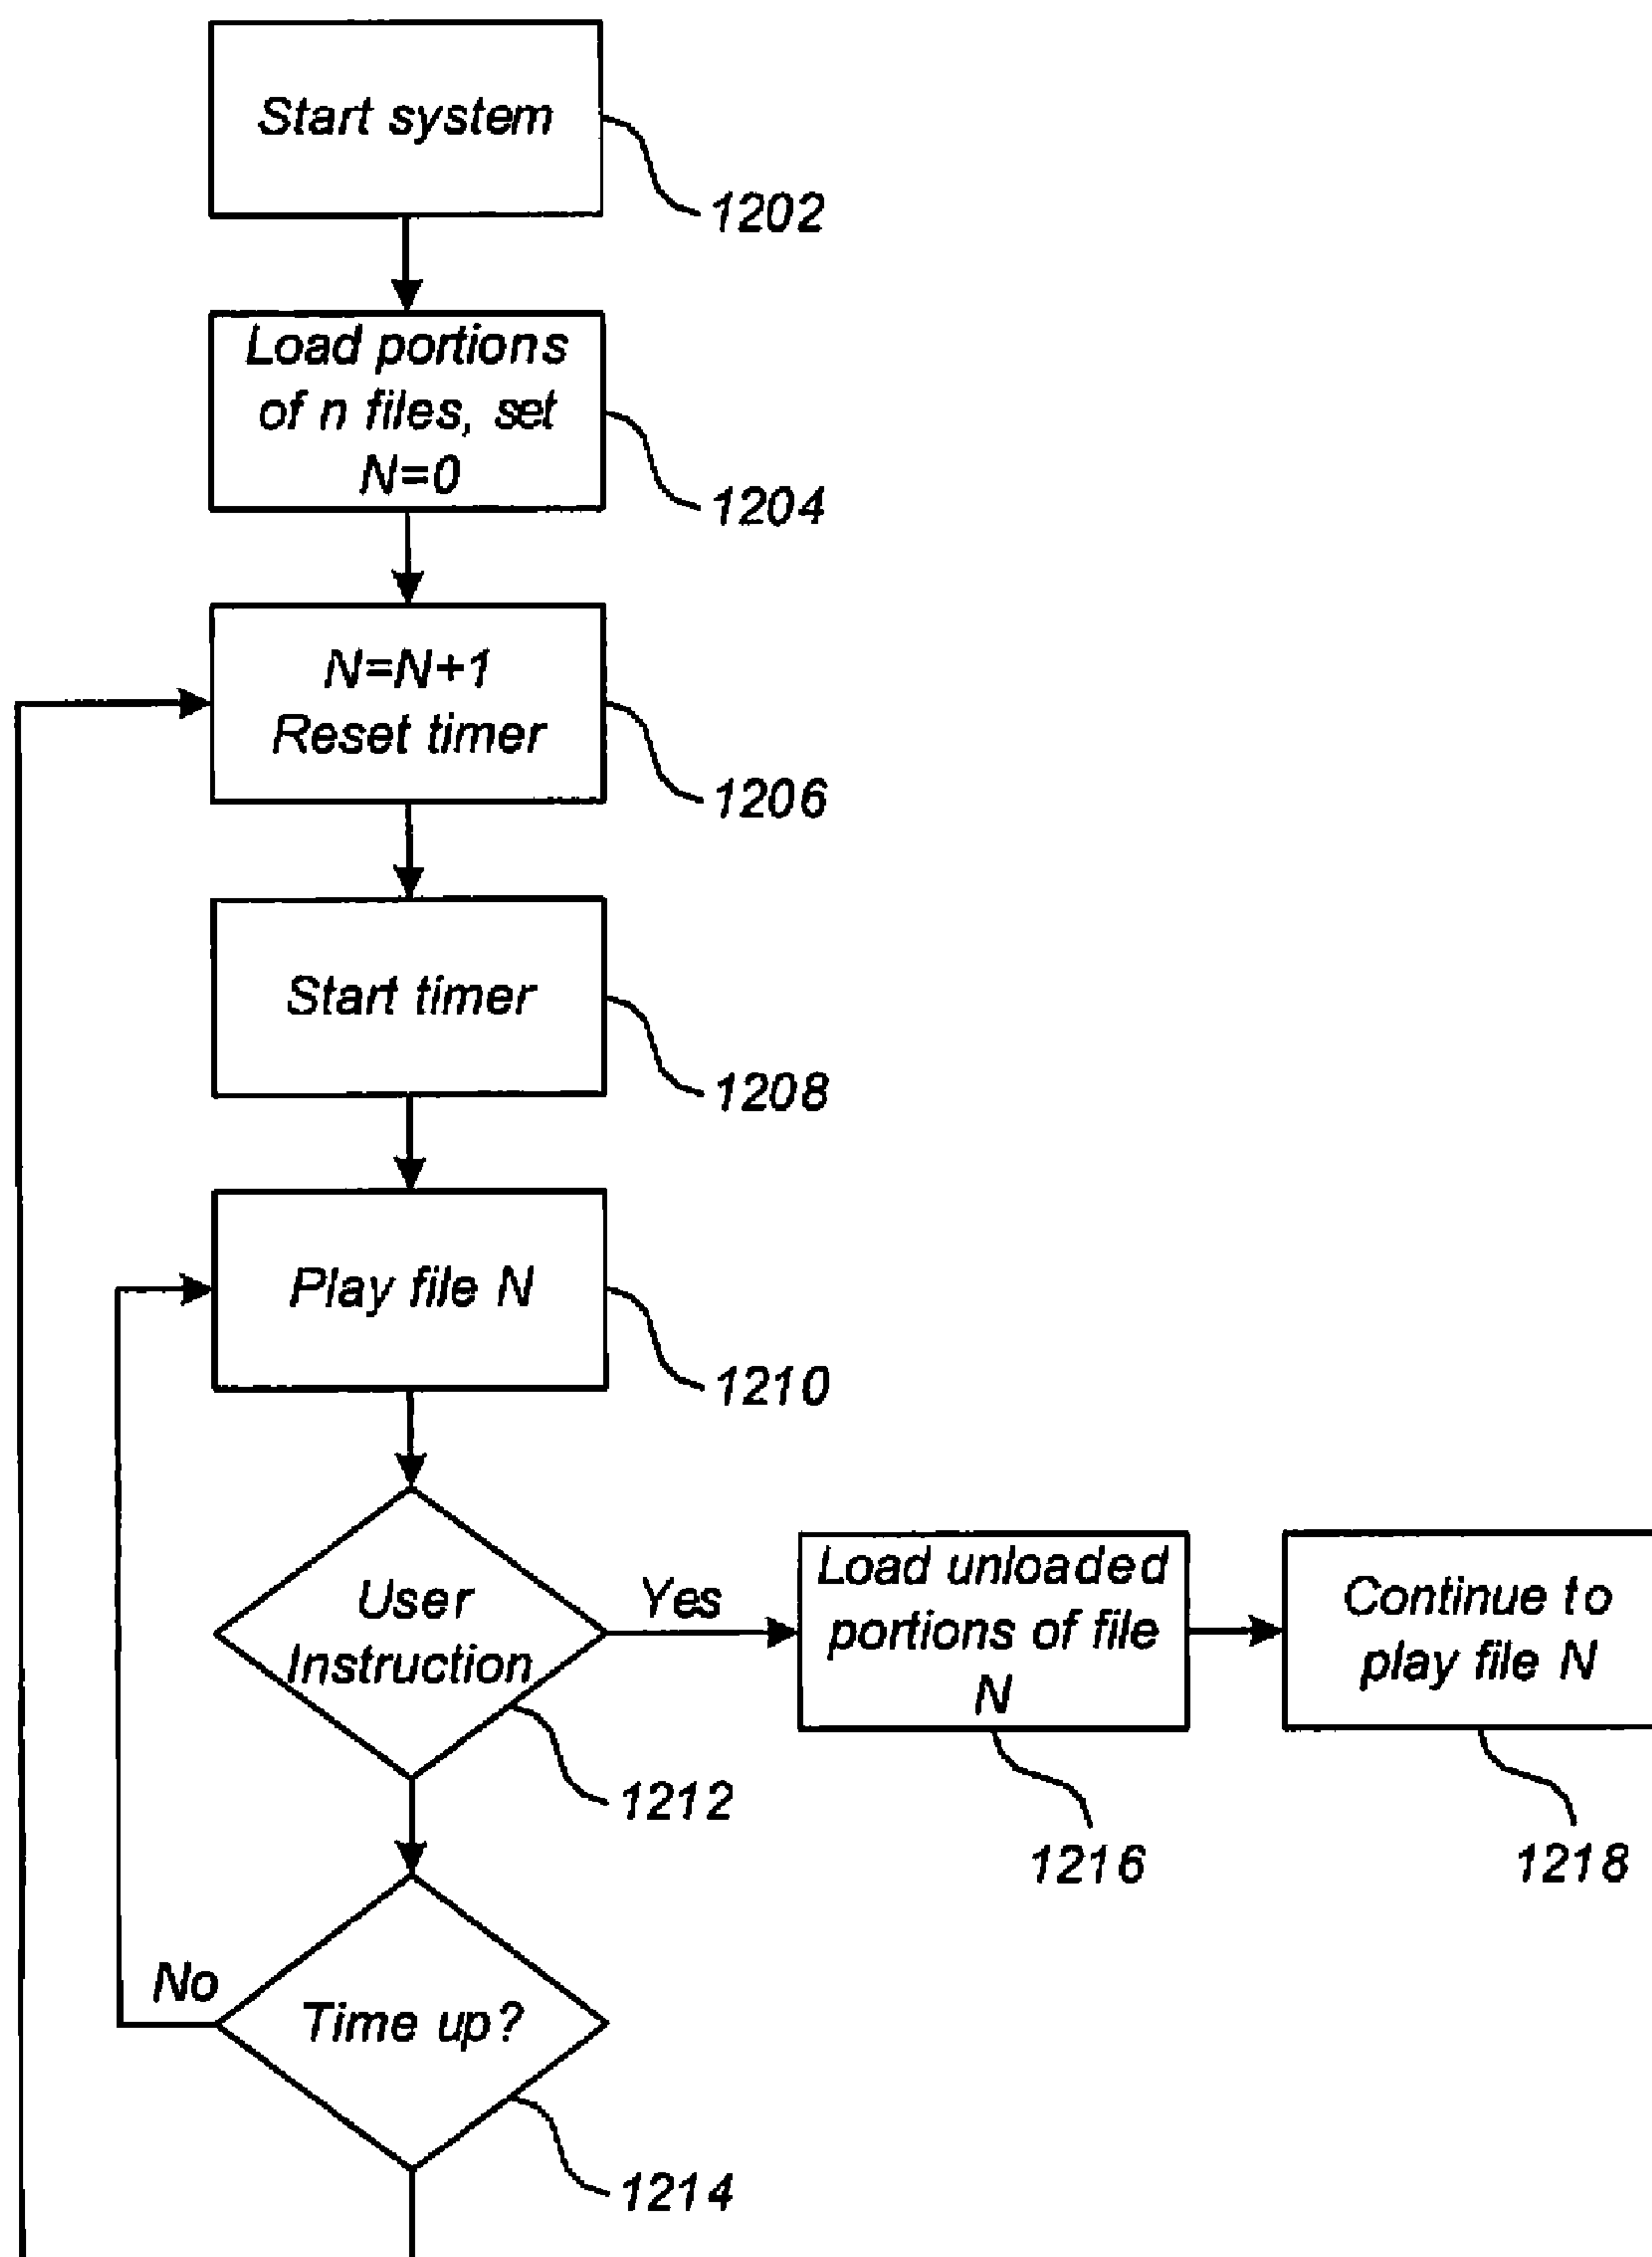 Start system
1202
Load portions
of n files, set
N=0
1204
N=N+1
Reset timer
1206
Start timer
1208
Play file N
1210
User
Instruction
Yes
1212
Load unloaded
portions of file
N
1216
Continue to
play file N
1218
No
Time up?
1214